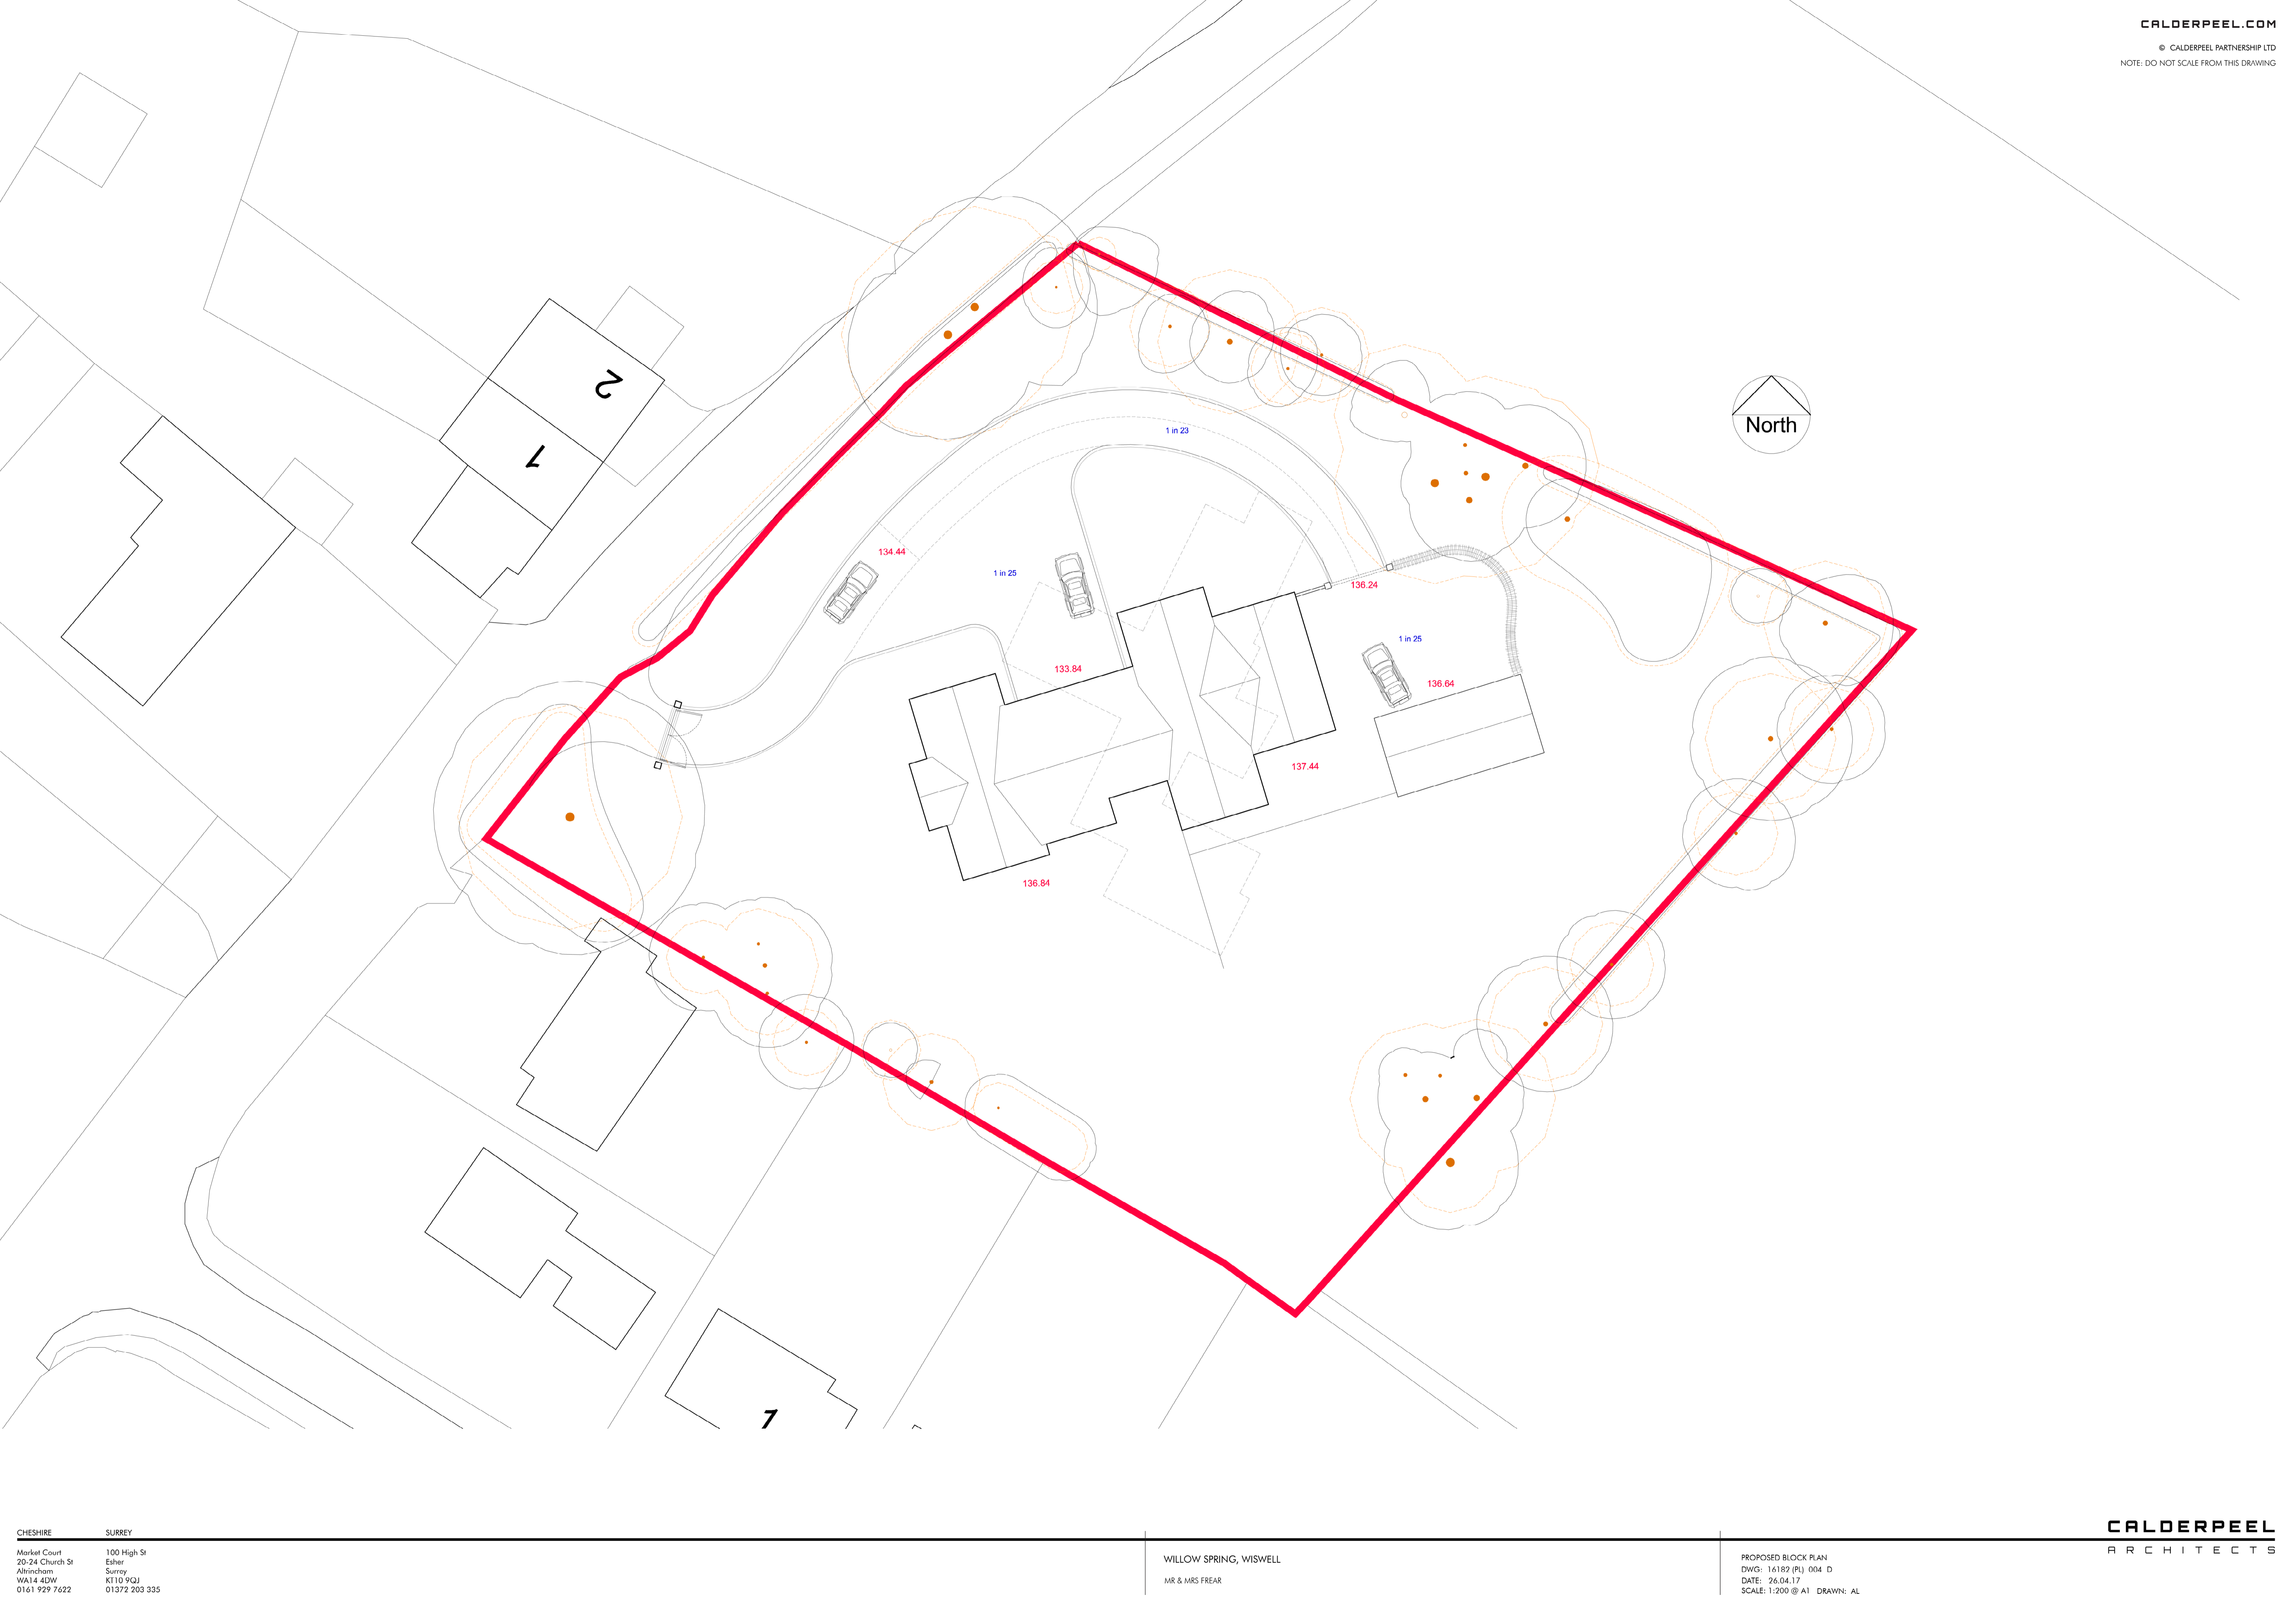 CALDERPEEL.COM
© CALDERPEEL PARTNERSHIP LTD
NOTE: DO NOT SCALE FROM THIS DRAWING
2
1
North
1 in 23
134.44
1 in 25
136.24
1 in 25
133.84
136.64
137.44
136.84
1
CHESHIRE
SURREY
Market Court
20-24 Church St
Altrincham
WA14 4DW
0161 929 7622
100 High St
Esher
Surrey
KT10 9QJ
01372 203 335
WILLOW SPRING, WISWELL
MR & MRS FREAR
PROPOSED BLOCK PLAN
DWG: 16182 (PL) 004 D
DATE: 26.04.17
SCALE: 1:200 @ A1 DRAWN: AL
CALDERPEEL
ARCHITECTS